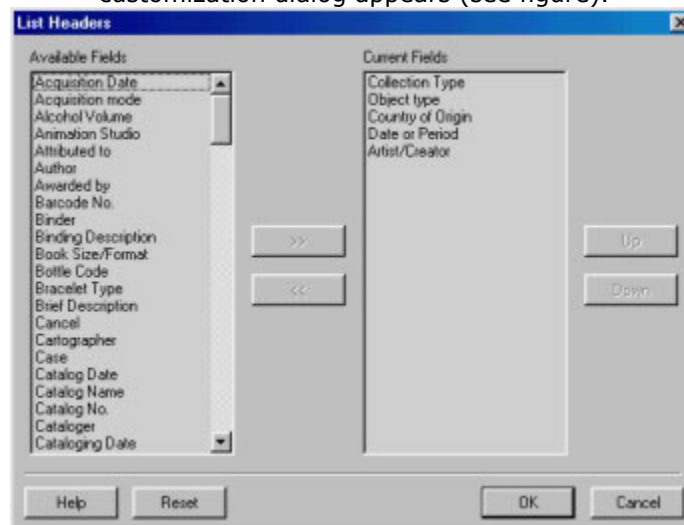 customization dialog appears (see figure).
List Headers
Available Fields
Acquisition Date
Acquisition mode
Alcohol Volume
Animation Studio
Attributed to
Author
Awarded by
Barcode No.
Binder
Binding Description
Book Size/Format
Bottle Code
Bracelet Type
Brief Description
Cancel
Cartographer
Case
Catalog Date
Catalog Name
Catalog No.
Cataloger
Cataloging Date
>>
<<
Current Fields
Collection Type
Object type
Country of Origin
Date or Period
Artist/Creator
Up
Down
Help
Reset
OK
Cancel